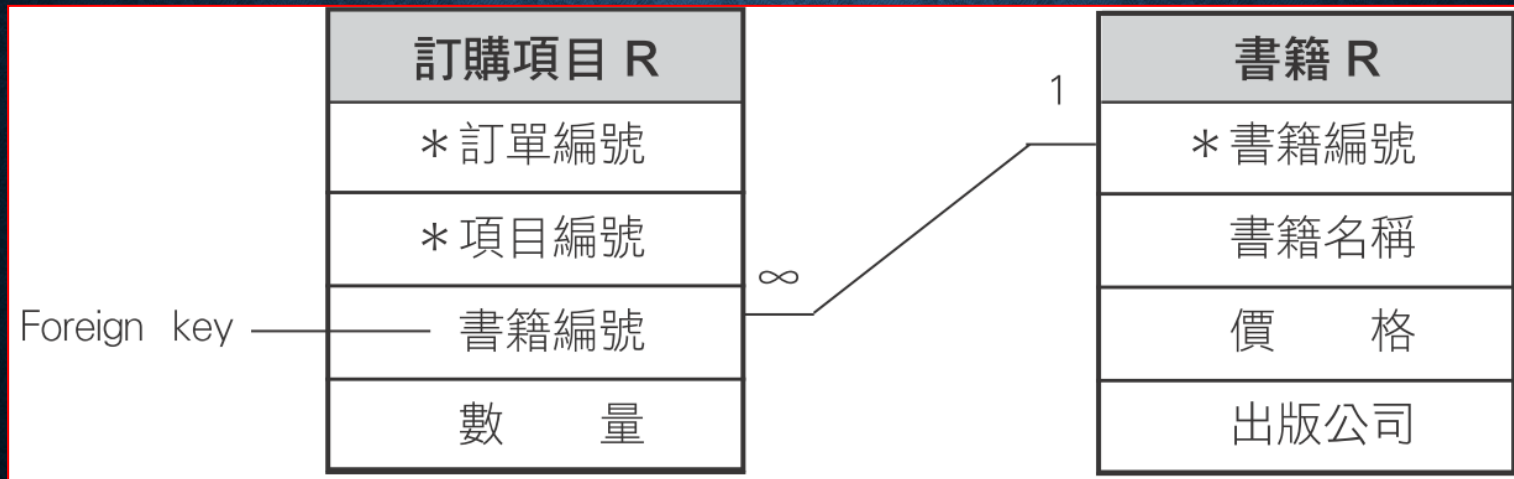 訂購項目 R
*訂單編號
*項目編號
Foreign key
書籍編號
數 量
∞
1
書籍 R
*書籍編號
書籍名稱
價 格
出版公司